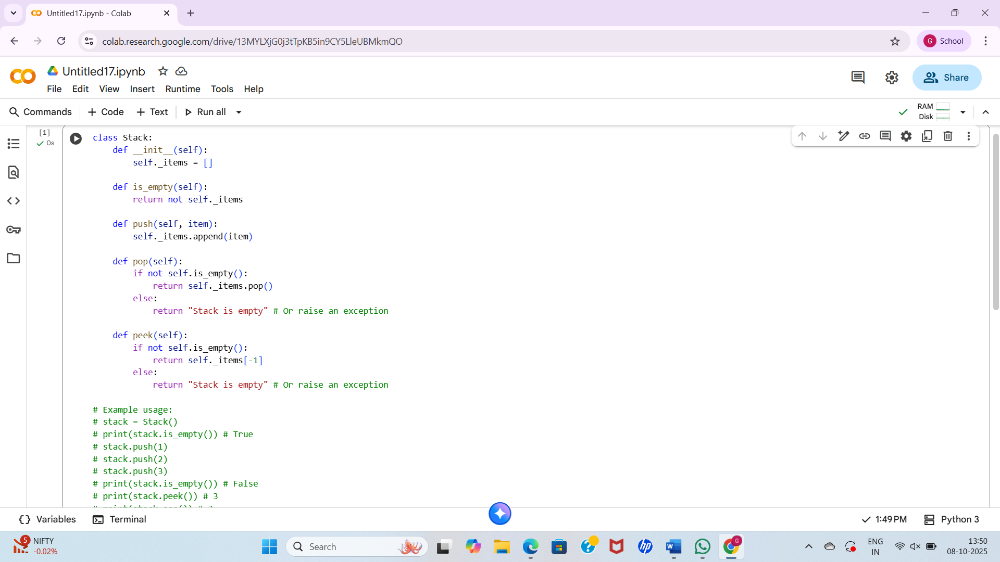 Untitled17.ipynb - Colab
colab.research.google.com/drive/13MYLXjG0j3tTpKB5in9CY5LleUBMkmQO
G School
Untitled17.ipynb
File Edit View Insert Runtime Tools Help
Share
Commands + Code + Text Run all
RAM
Disk
[1]
0s
class Stack:
    def __init__(self):
        self._items = []
    def is_empty(self):
        return not self._items
    def push(self, item):
        self._items.append(item)
    def pop(self):
        if not self.is_empty():
            return self._items.pop()
        else:
            return "Stack is empty" # Or raise an exception
    def peek(self):
        if not self.is_empty():
            return self._items[-1]
        else:
            return "Stack is empty" # Or raise an exception
# Example usage:
# stack = Stack()
# print(stack.is_empty()) # True
# stack.push(1)
# stack.push(2)
# stack.push(3)
# print(stack.is_empty()) # False
# print(stack.peek()) # 3
Variables Terminal
1:49 PM Python 3
5 NIFTY
-0.02%
Search
hp
W
G
ENG
IN
13:50
08-10-2025